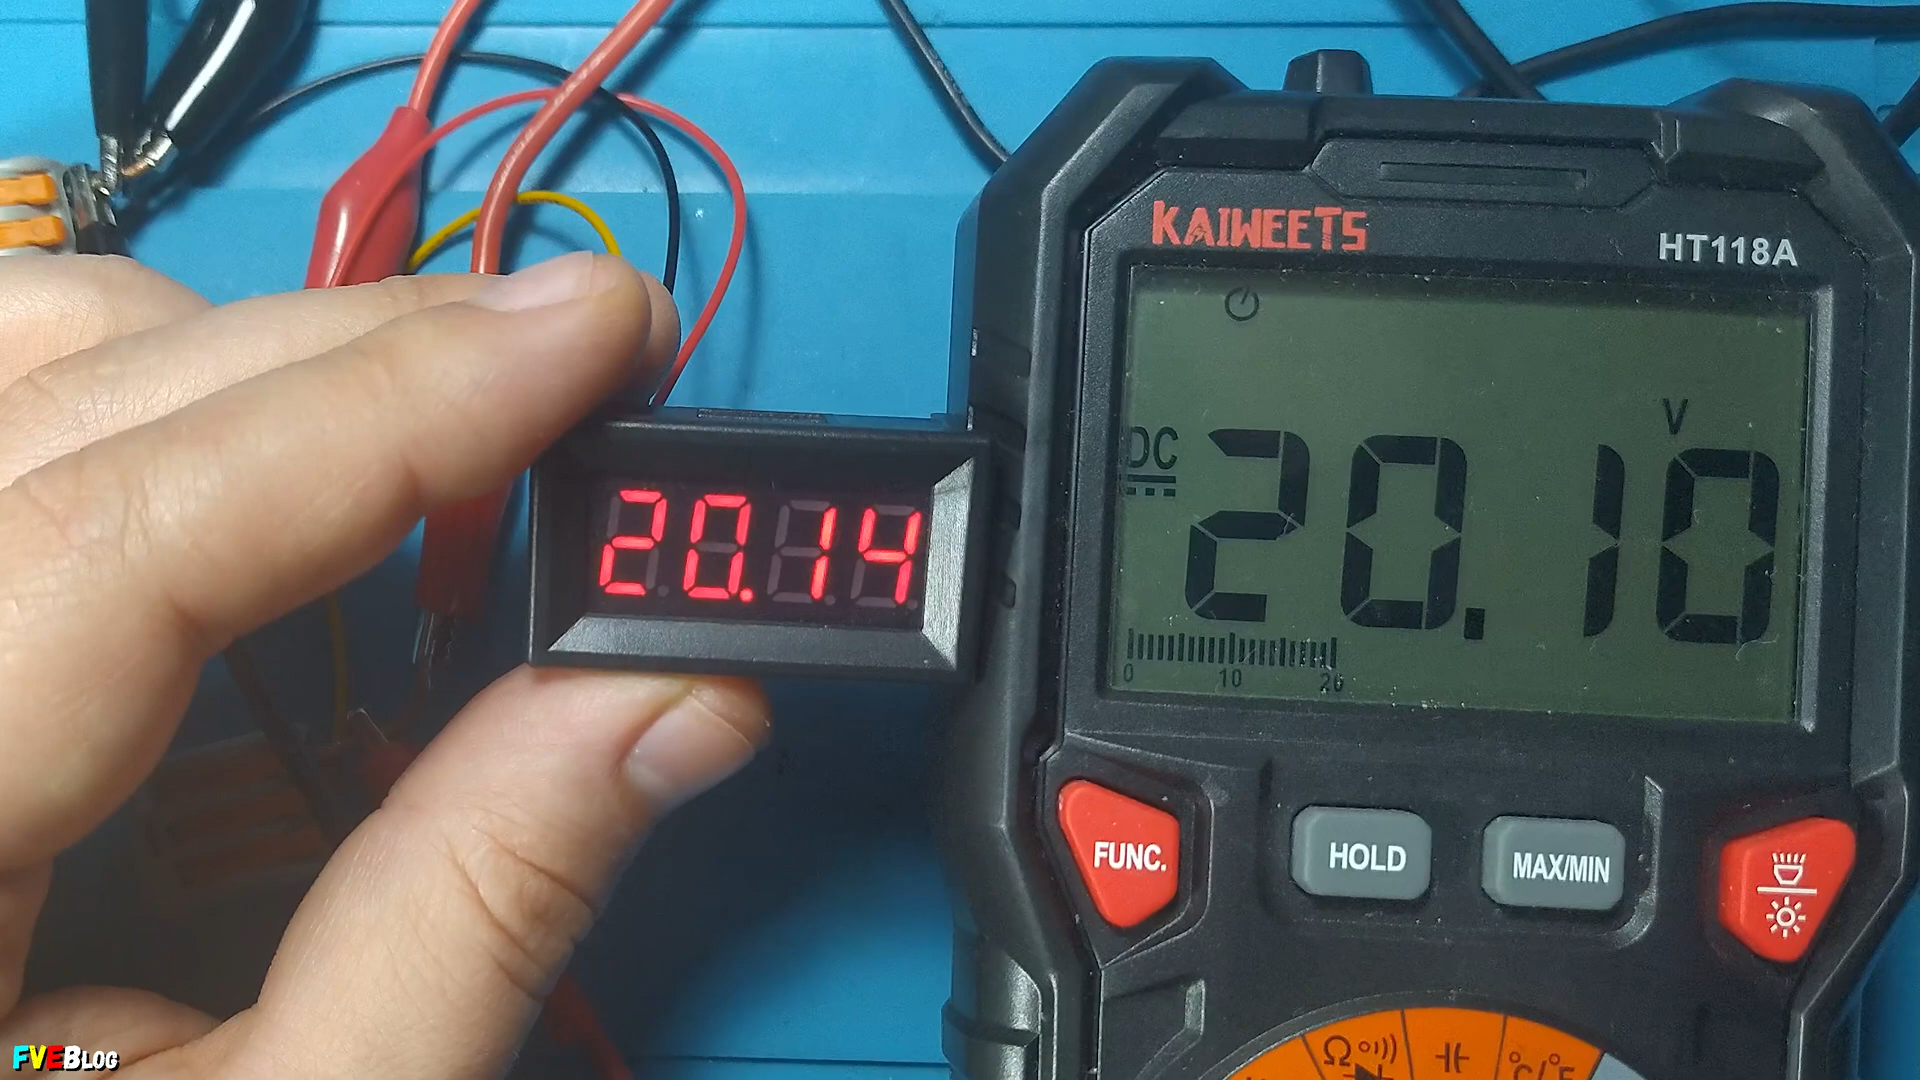 KAIWEETS
HT118A
V
DC
20.10
20.14
0 10 20
FUNC.
HOLD
MAX/MIN
Ω
°C/°F
FVEBLOG